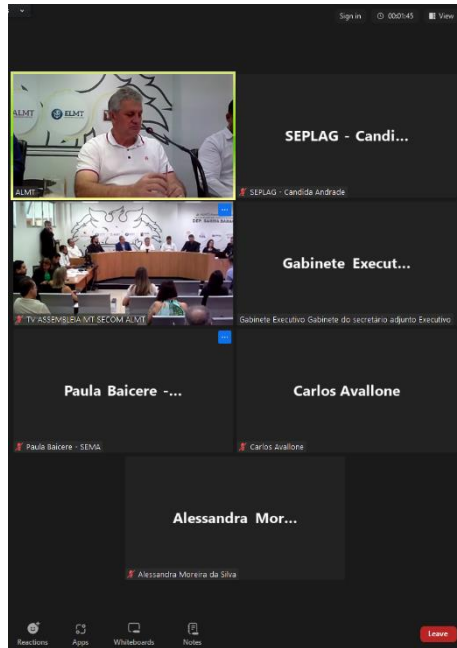 Sign in 00:01:45 View
ALMT ELMT
ALMT
SEPLAG - Candi...
SEPLAG - Candida Andrade
TV ASSEMBLEIA MT SECOM ALMT
Gabinete Execut...
Gabinete Executivo Gabinete do secretário adjunto Executivo
Paula Baicere -...
Paula Baicere - SEMA
Carlos Avallone
Carlos Avallone
Alessandra Mor...
Alessandra Moreira da Silva
Reactions Apps Whiteboards Notes Leave